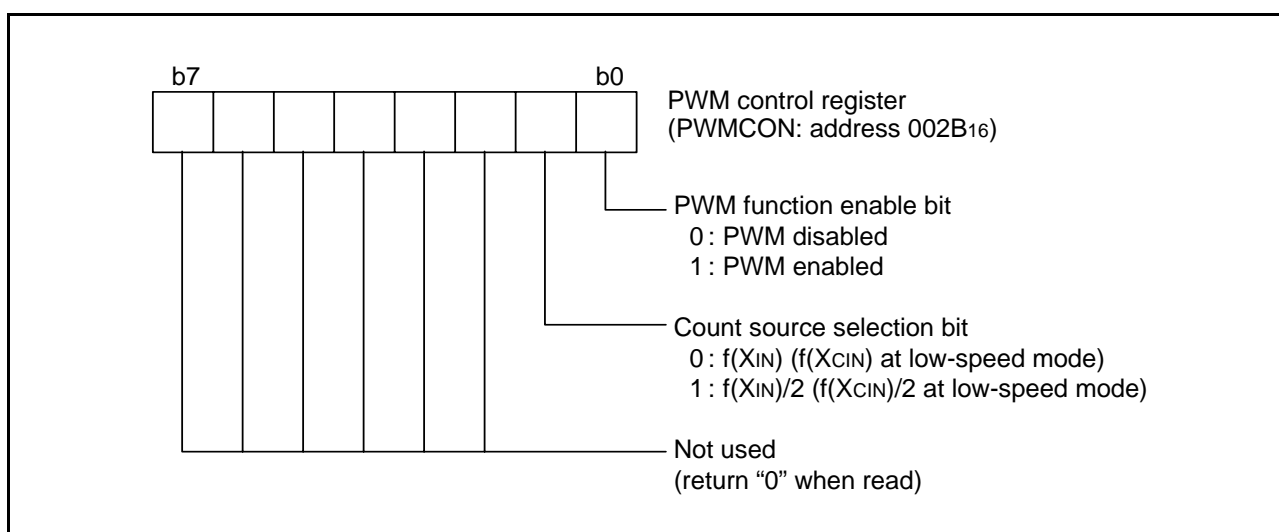 b7 b0
PWM control register
(PWMCON: address 002B16)
PWM function enable bit
0 : PWM disabled
1 : PWM enabled
Count source selection bit
0 : f(XIN) (f(XCIN) at low-speed mode)
1 : f(XIN)/2 (f(XCIN)/2 at low-speed mode)
Not used
(return “0” when read)